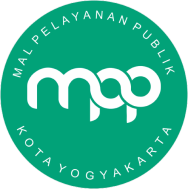 MAL PELAYANAN PUBLIK
mpp
KOTA YOGYAKARTA